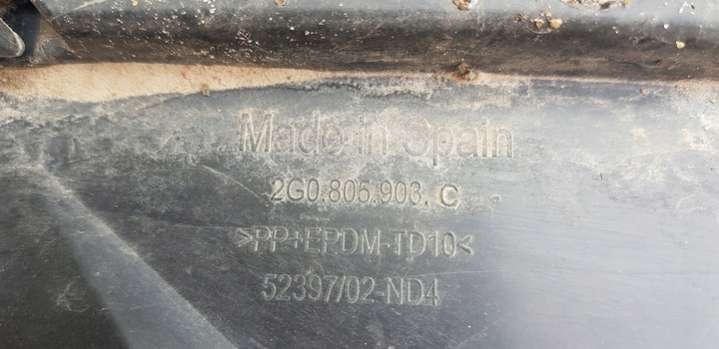 Made in Spain
2G0.805.903. C
>PP+EPDM-TD10<
52397/02-ND4